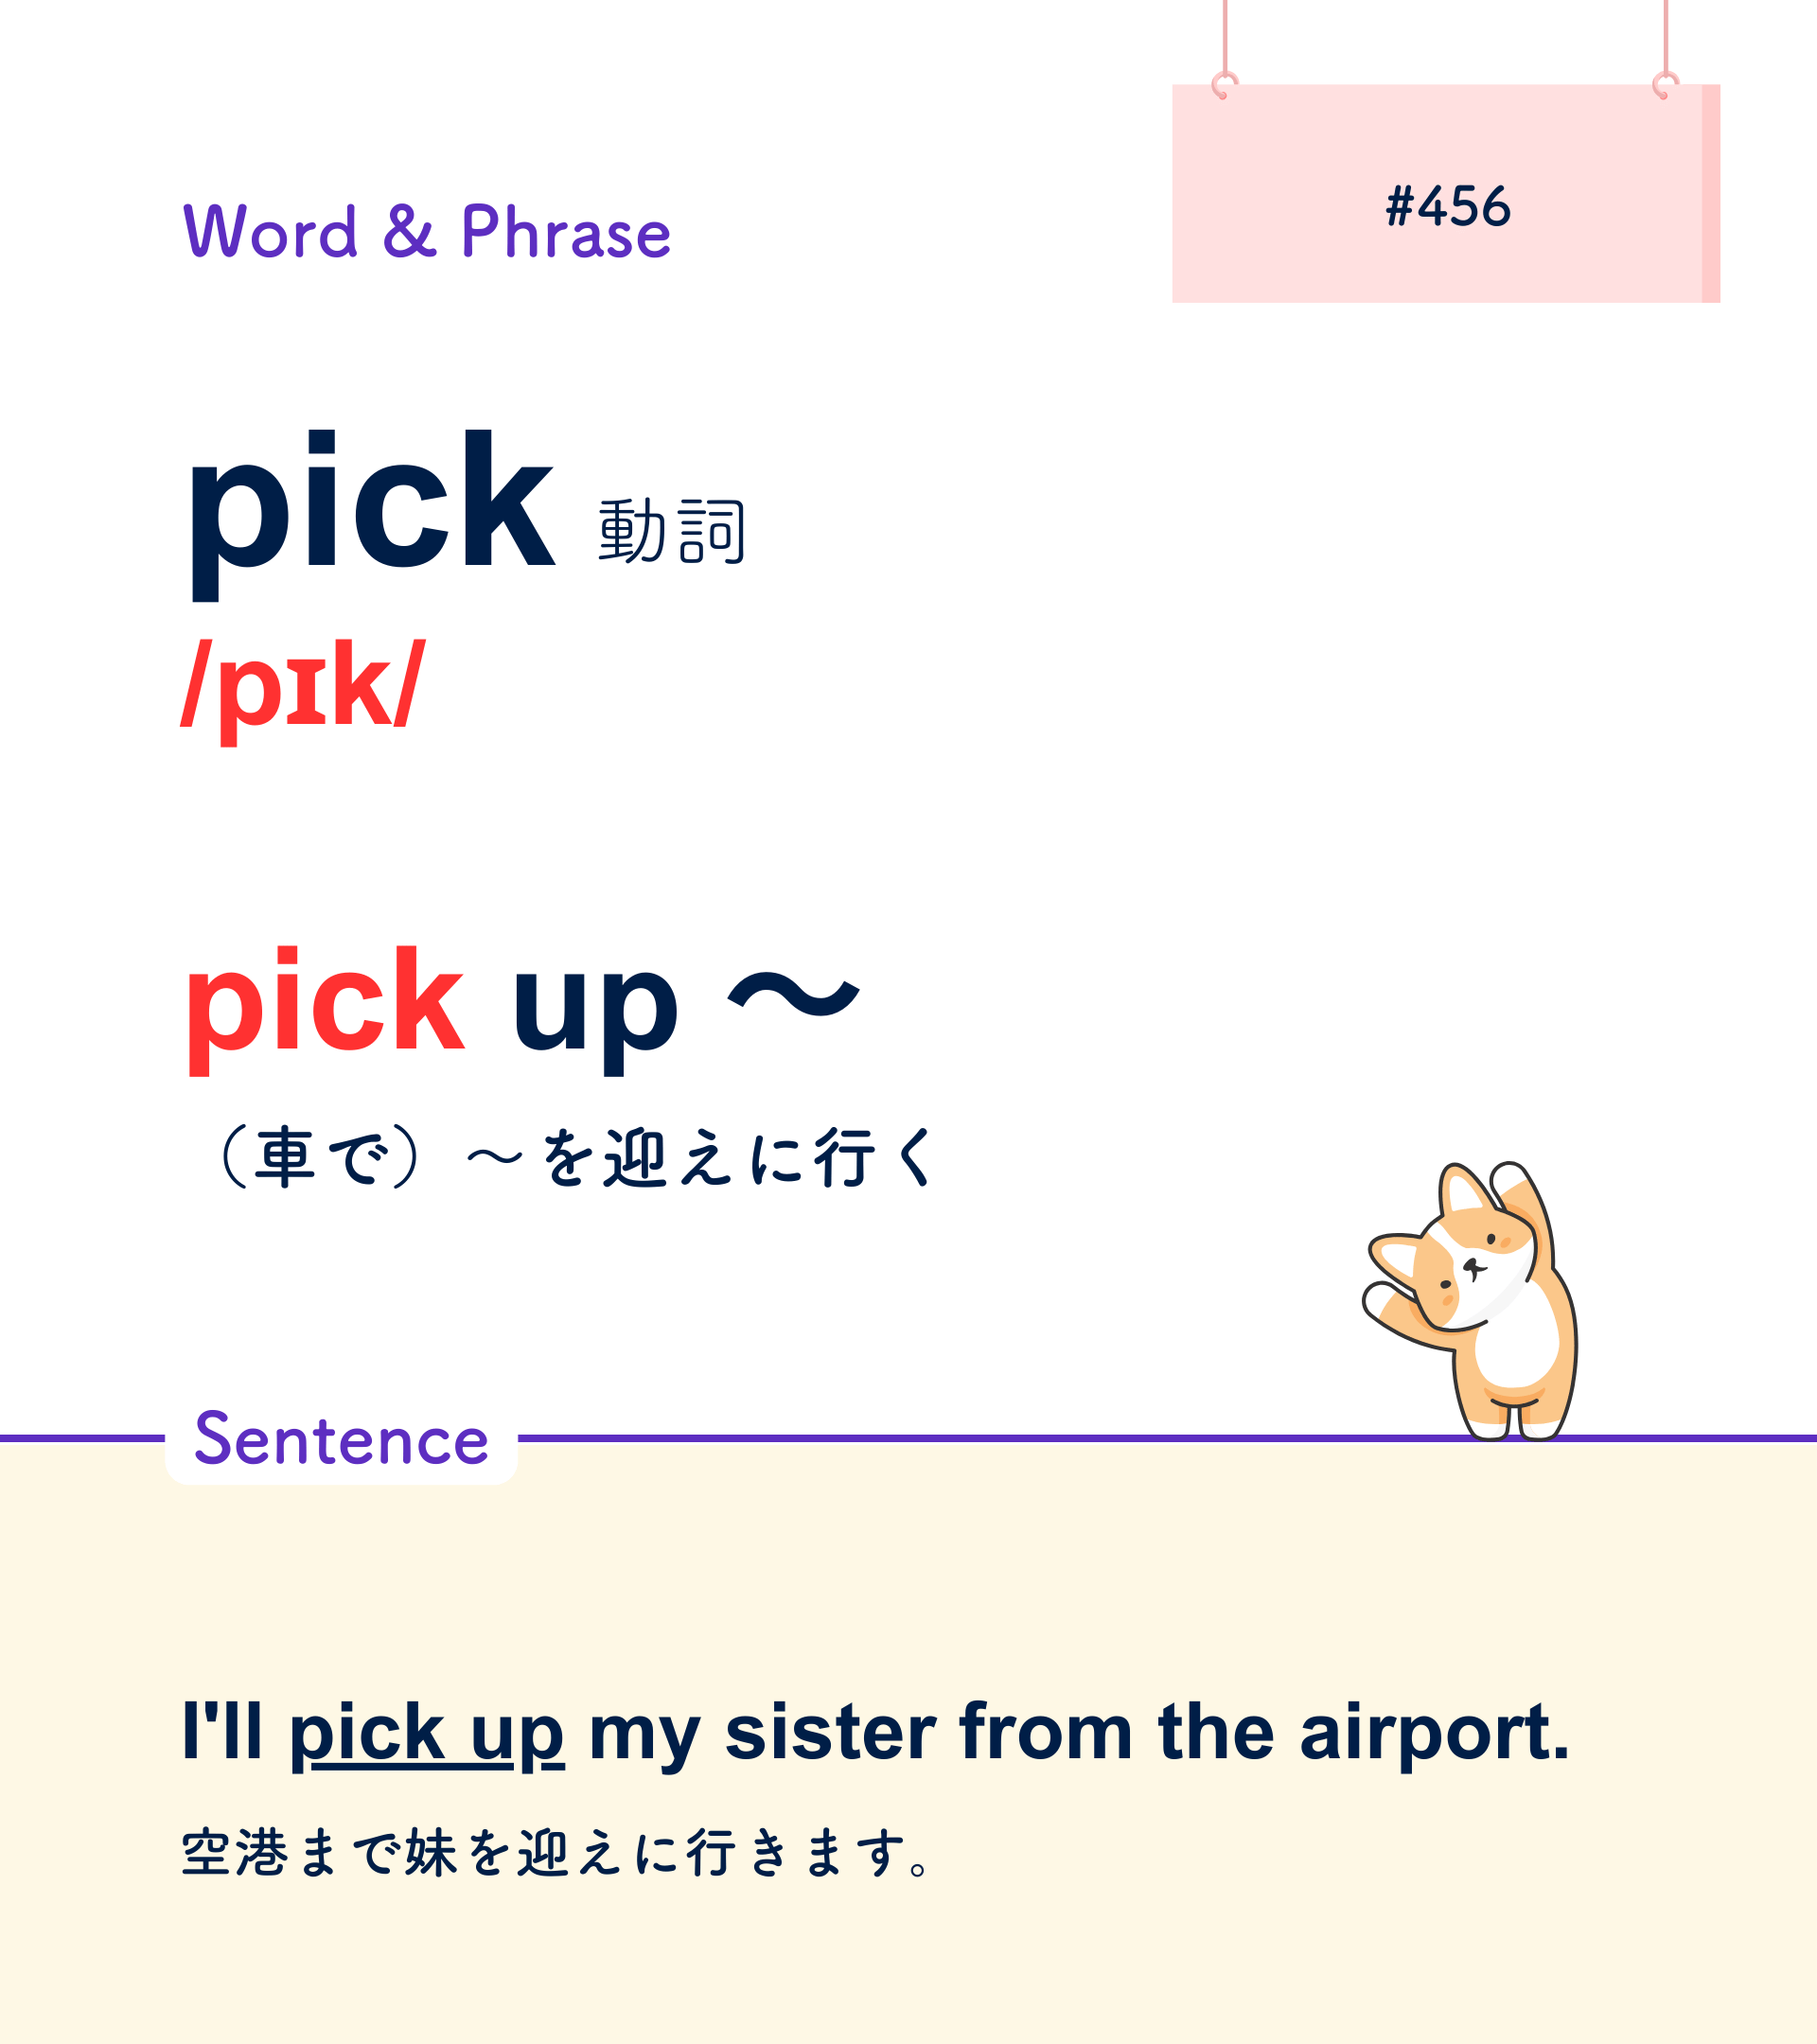 #456
Word & Phrase
pick 動詞
/pɪk/
pick up 〜
（車で）〜を迎えに行く
Sentence
I'll pick up my sister from the airport.
空港まで妹を迎えに行きます。